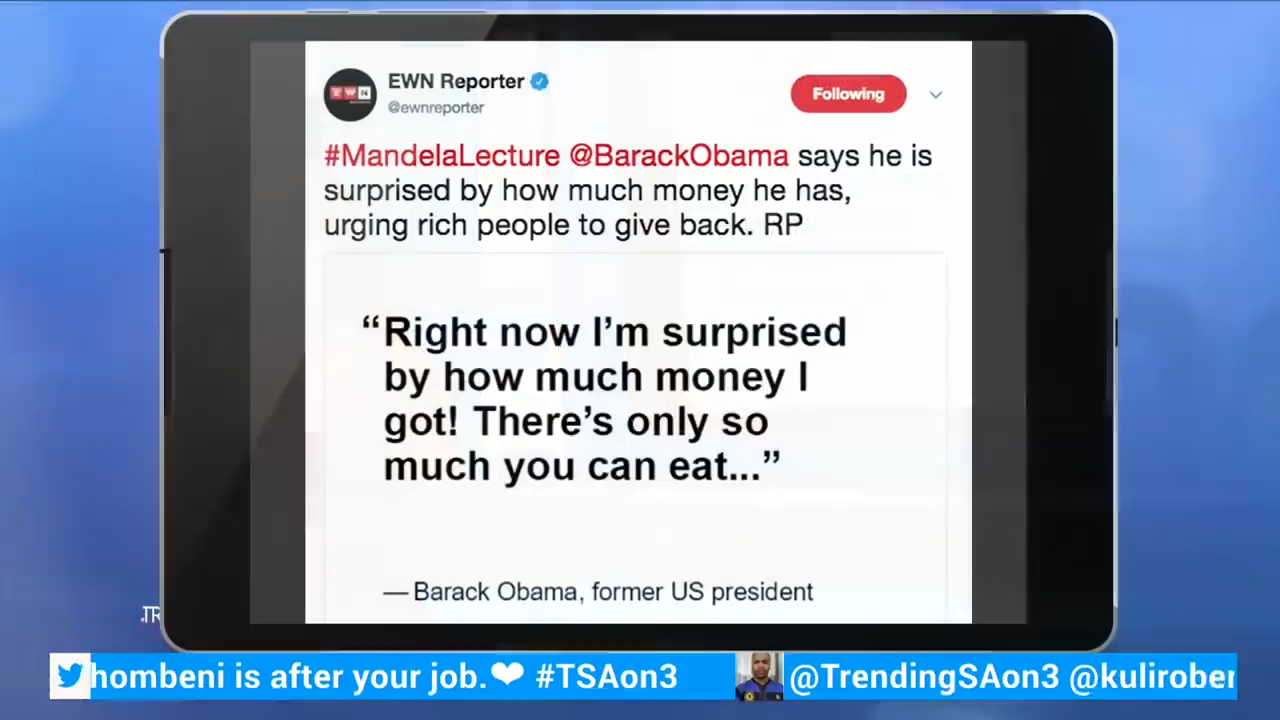 EWN Reporter
@ewnreporter
EWN
Following
#MandelaLecture @BarackObama says he is
surprised by how much money he has,
urging rich people to give back. RP
“Right now I’m surprised
by how much money I
got! There’s only so
much you can eat...”
— Barack Obama, former US president
hombeni is after your job.❤ #TSAon3 @TrendingSAon3 @kulirober